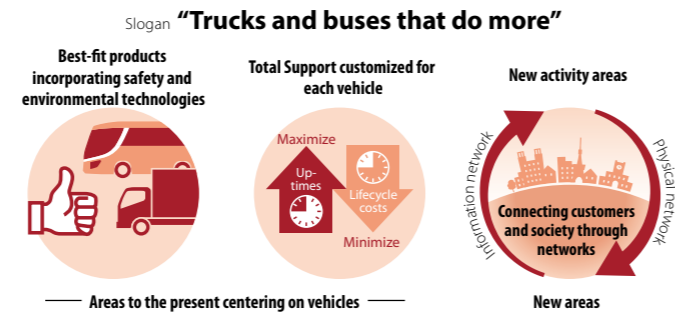 Slogan “Trucks and buses that do more”
Best-fit products
incorporating safety and
environmental technologies
Total Support customized for
each vehicle
Maximize
Up-
times
Lifecycle
costs
Minimize
New activity areas
Information network
Physical network
Connecting customers
and society through
networks
Areas to the present centering on vehicles
New areas